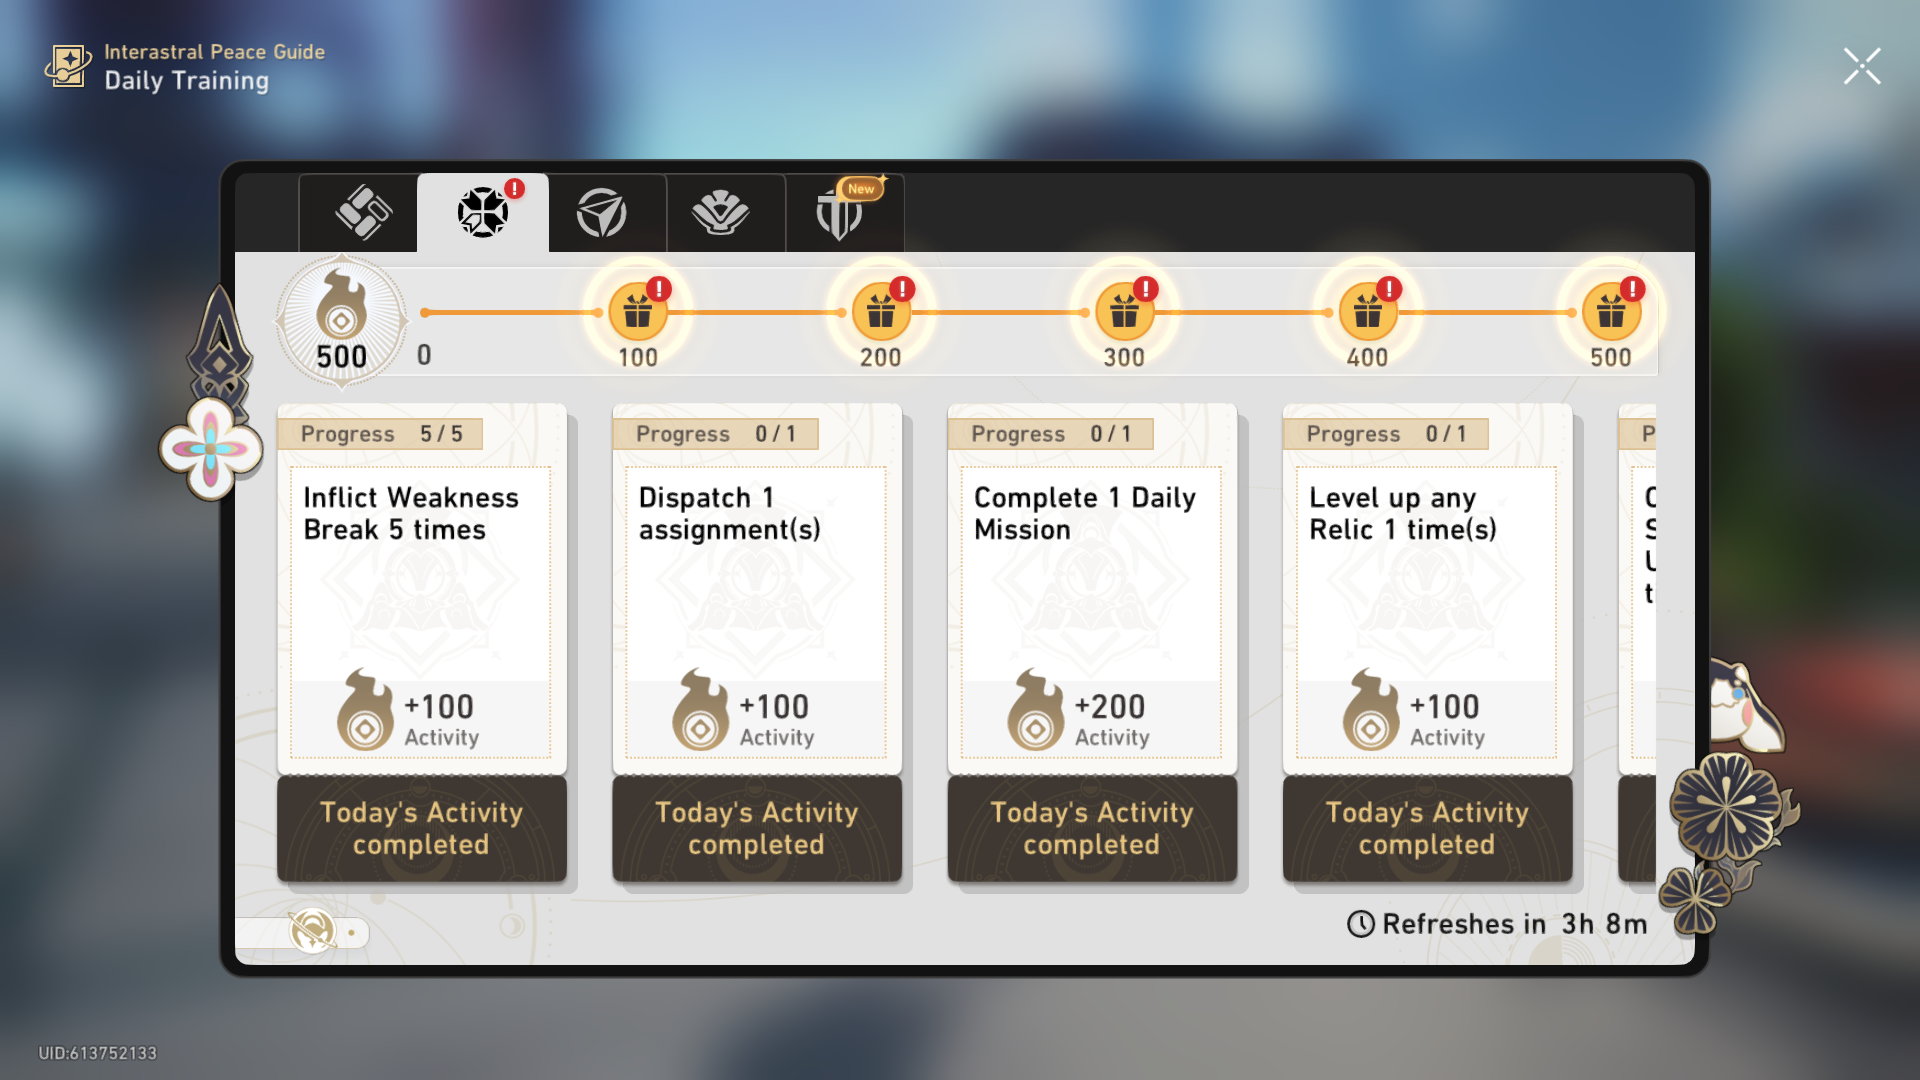 Interastral Peace Guide
Daily Training
New
500
0
100
200
300
400
500
Progress 5 / 5
Inflict Weakness
Break 5 times
+100
Activity
Today's Activity
completed
Progress 0 / 1
Dispatch 1
assignment(s)
+100
Activity
Today's Activity
completed
Progress 0 / 1
Complete 1 Daily
Mission
+200
Activity
Today's Activity
completed
Progress 0 / 1
Level up any
Relic 1 time(s)
+100
Activity
Today's Activity
completed
Refreshes in 3h 8m
UID:613752133